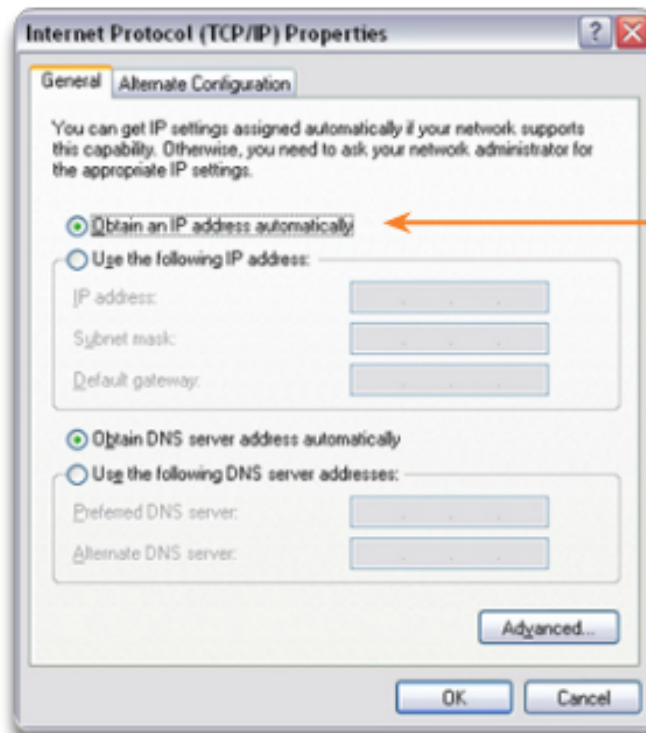 Internet Protocol (TCP/IP) Properties
General
Alternate Configuration
You can get IP settings assigned automatically if your network supports
this capability. Otherwise, you need to ask your network administrator for
the appropriate IP settings.
Obtain an IP address automatically
Use the following IP address:
IP address:
Subnet mask:
Default gateway:
Obtain DNS server address automatically
Use the following DNS server addresses:
Preferred DNS server:
Alternate DNS server:
Advanced...
OK
Cancel